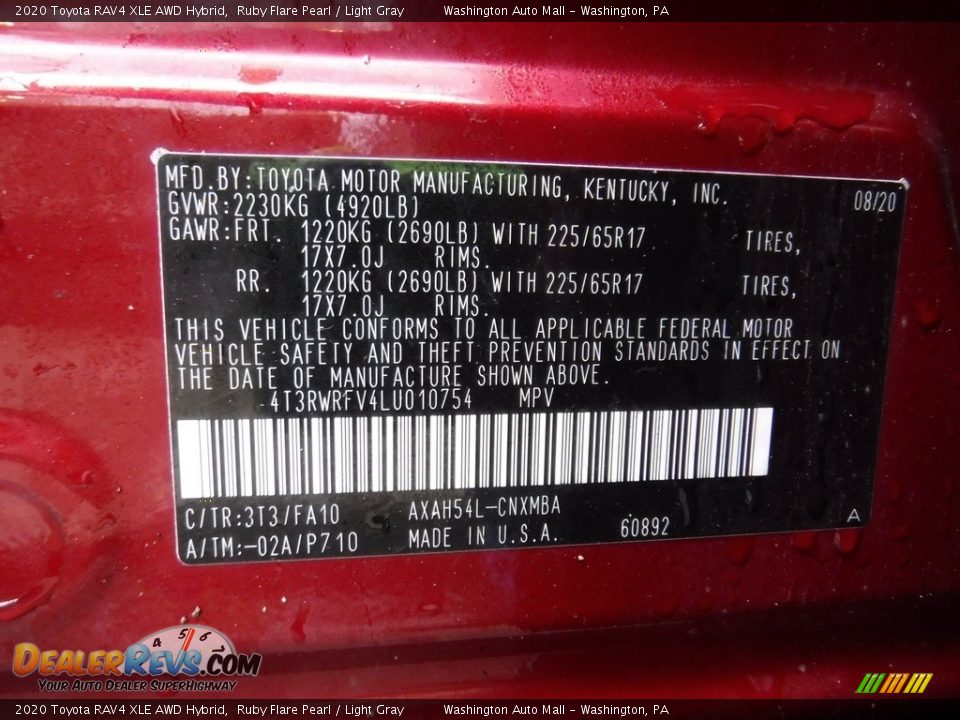 2020 Toyota RAV4 XLE AWD Hybrid, Ruby Flare Pearl / Light Gray Washington Auto Mall - Washington, PA
MFD.BY:TOYOTA MOTOR MANUFACTURING, KENTUCKY, INC. 08/20
GVWR:2230KG (4920LB)
GAWR:FRT. 1220KG (2690LB) WITH 225/65R17 TIRES,
17X7.0J RIMS.
RR. 1220KG (2690LB) WITH 225/65R17 TIRES,
17X7.0J RIMS.
THIS VEHICLE CONFORMS TO ALL APPLICABLE FEDERAL MOTOR
VEHICLE SAFETY AND THEFT PREVENTION STANDARDS IN EFFECT ON
THE DATE OF MANUFACTURE SHOWN ABOVE.
4T3RWRFV4LU010754 MPV
C/TR:3T3/FA10 AXAH54L-CNXMBA
A/TM:-02A/P710 MADE IN U.S.A. 60892 A
4 5 6
DEALERREVS.COM
YOUR AUTO DEALER SUPERHIGHWAY
2020 Toyota RAV4 XLE AWD Hybrid, Ruby Flare Pearl / Light Gray Washington Auto Mall - Washington, PA